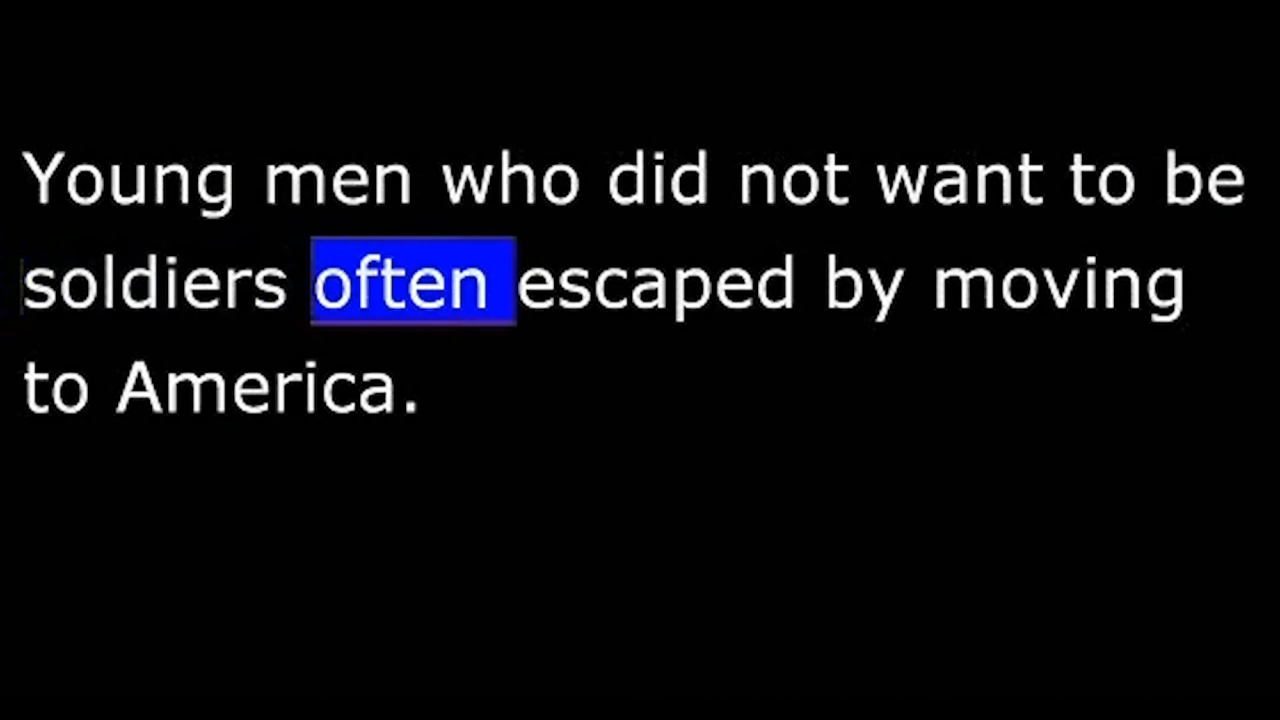 Young men who did not want to be
soldiers often escaped by moving
to America.